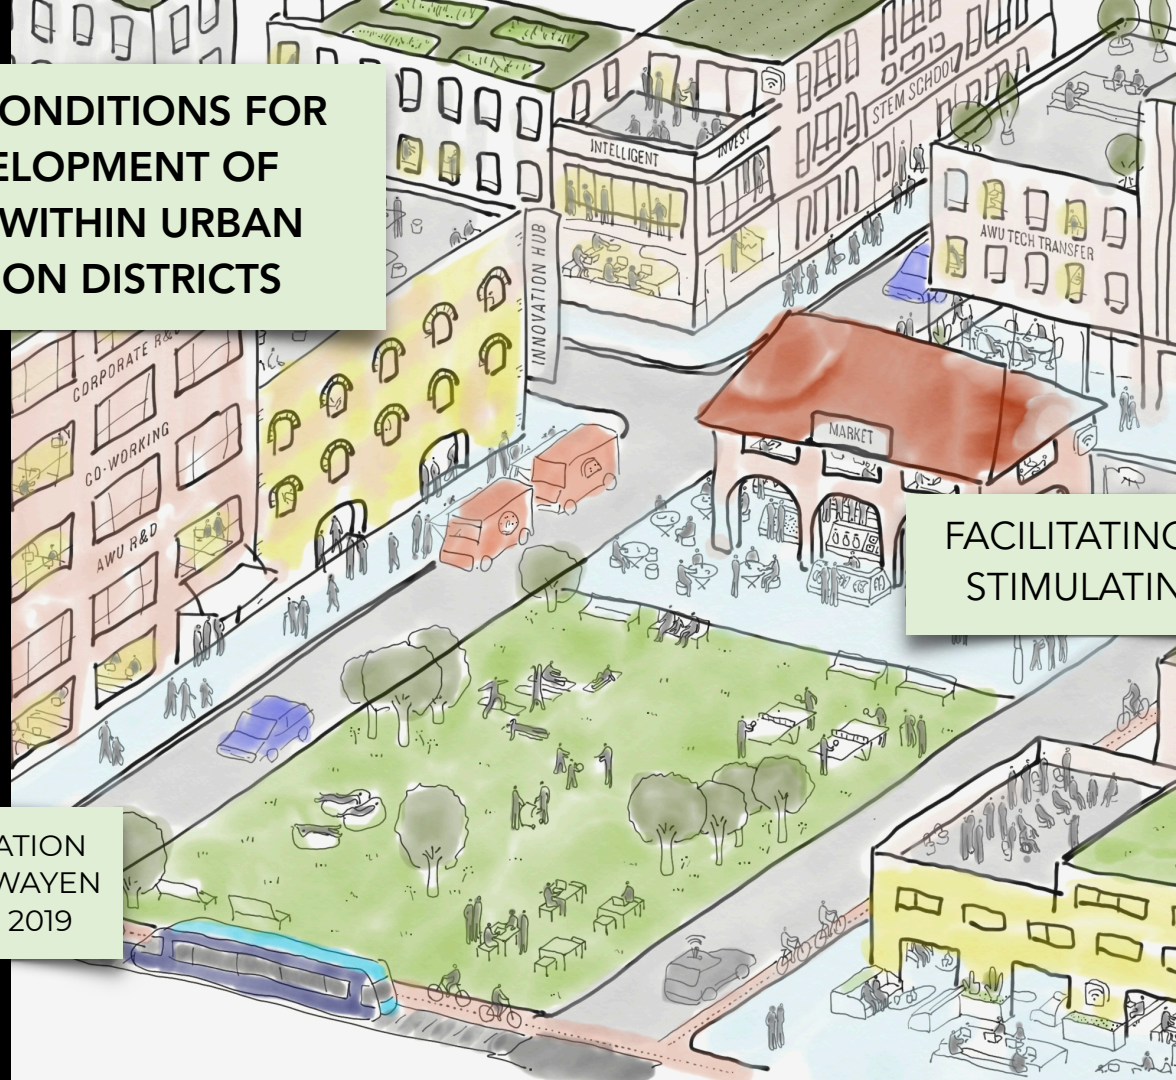 ONDITIONS FOR
ELOPMENT OF
WITHIN URBAN
ON DISTRICTS
INTELLIGENT
INVEST
STEM SCHOOL
AWU TECH TRANSFER
INNOVATION HUB
CORPORATE R&D
CO-WORKING
AWU R&D
MARKET
FACILITATING
STIMULATIN
ATION
WAYEN
2019